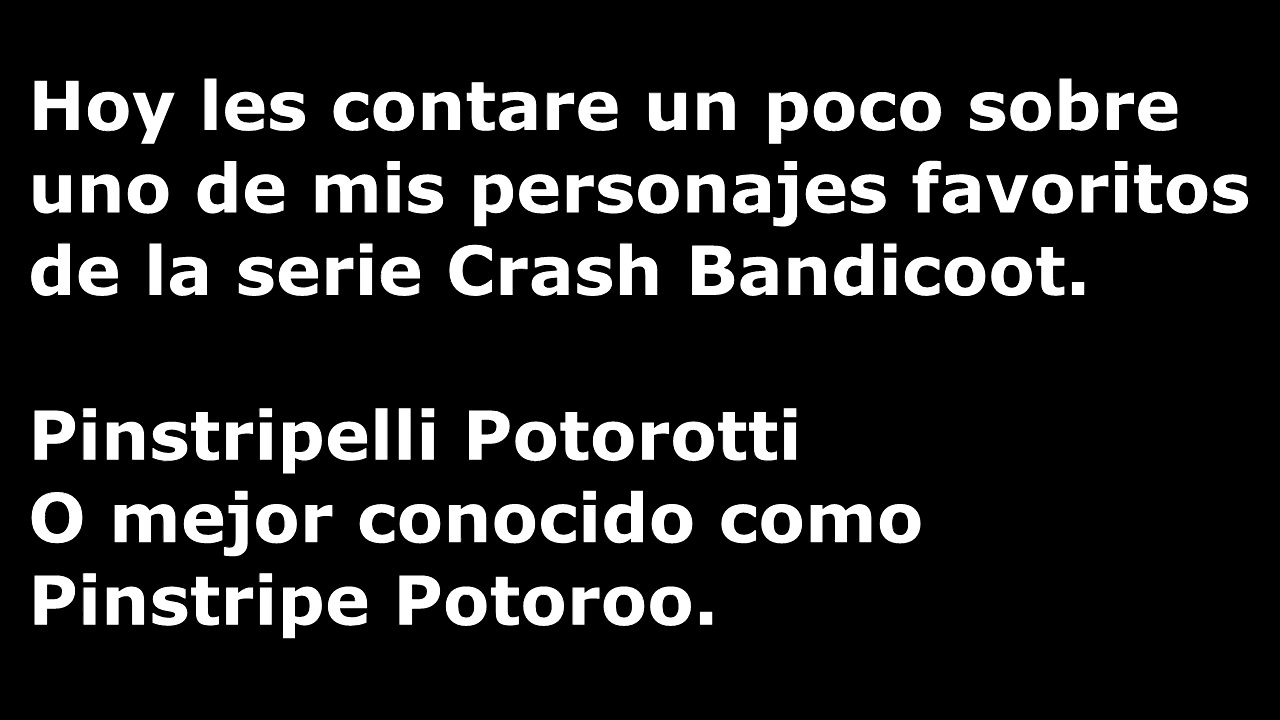 Hoy les contare un poco sobre
uno de mis personajes favoritos
de la serie Crash Bandicoot.
Pinstripelli Potorotti
O mejor conocido como
Pinstripe Potoroo.